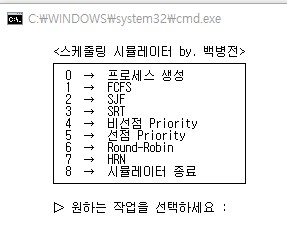 C:\WINDOWS\system32\cmd.exe
<스케줄링 시뮬레이터 by. 백병전>
0 → 프로세스 생성
1 → FCFS
2 → SJF
3 → SRT
4 → 비선점 Priority
5 → 선점 Priority
6 → Round-Robin
7 → HRN
8 → 시뮬레이터 종료
▷ 원하는 작업을 선택하세요 :